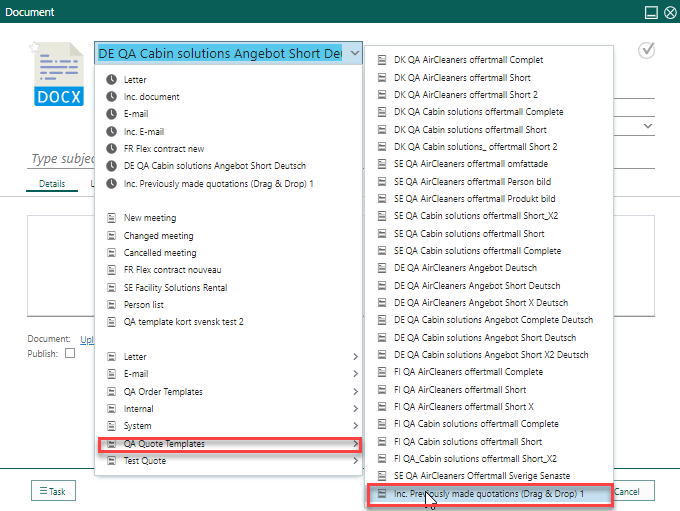 Document
DOCX
DE QA Cabin solutions Angebot Short De
Type subje
Details
L
Letter
Inc. document
E-mail
Inc. E-mail
FR Flex contract new
DE QA Cabin solutions Angebot Short Deutsch
Inc. Previously made quotations (Drag & Drop) 1
New meeting
Changed meeting
Cancelled meeting
FR Flex contract nouveau
SE Facility Solutions Rental
Person list
QA template kort svensk test 2
Letter
E-mail
QA Order Templates
Internal
System
QA Quote Templates
Test Quote
DK QA AirCleaners offertmall Complet
DK QA AirCleaners offertmall Short
DK QA AirCleaners offertmall Short 2
DK QA Cabin solutions offertmall Complete
DK QA Cabin solutions offertmall Short
DK QA Cabin solutions_ offertmall Short 2
SE QA AirCleaners offertmall omfattade
SE QA AirCleaners offertmall Person bild
SE QA AirCleaners offertmall Produkt bild
SE QA Cabin solutions offertmall Short_X2
SE QA Cabin solutions offertmall Short
SE QA Cabin solutions offertmall Complete
DE QA AirCleaners Angebot Deutsch
DE QA AirCleaners Angebot Short Deutsch
DE QA AirCleaners Angebot Short X Deutsch
DE QA Cabin solutions Angebot Complete Deutsch
DE QA Cabin solutions Angebot Short Deutsch
DE QA Cabin solutions Angebot Short X2 Deutsch
FI QA AirCleaners offertmall Complete
FI QA AirCleaners offertmall Short
FI QA AirCleaners offertmall Short X
FI QA Cabin solutions offertmall Complete
FI QA Cabin solutions offertmall Short
FI QA_Cabin solutions offertmall Short_X2
SE QA AirCleaners Offertmall Sverige Senaste
Inc. Previously made quotations (Drag & Drop) 1
Document: Upl
Publish:
Task
Cancel